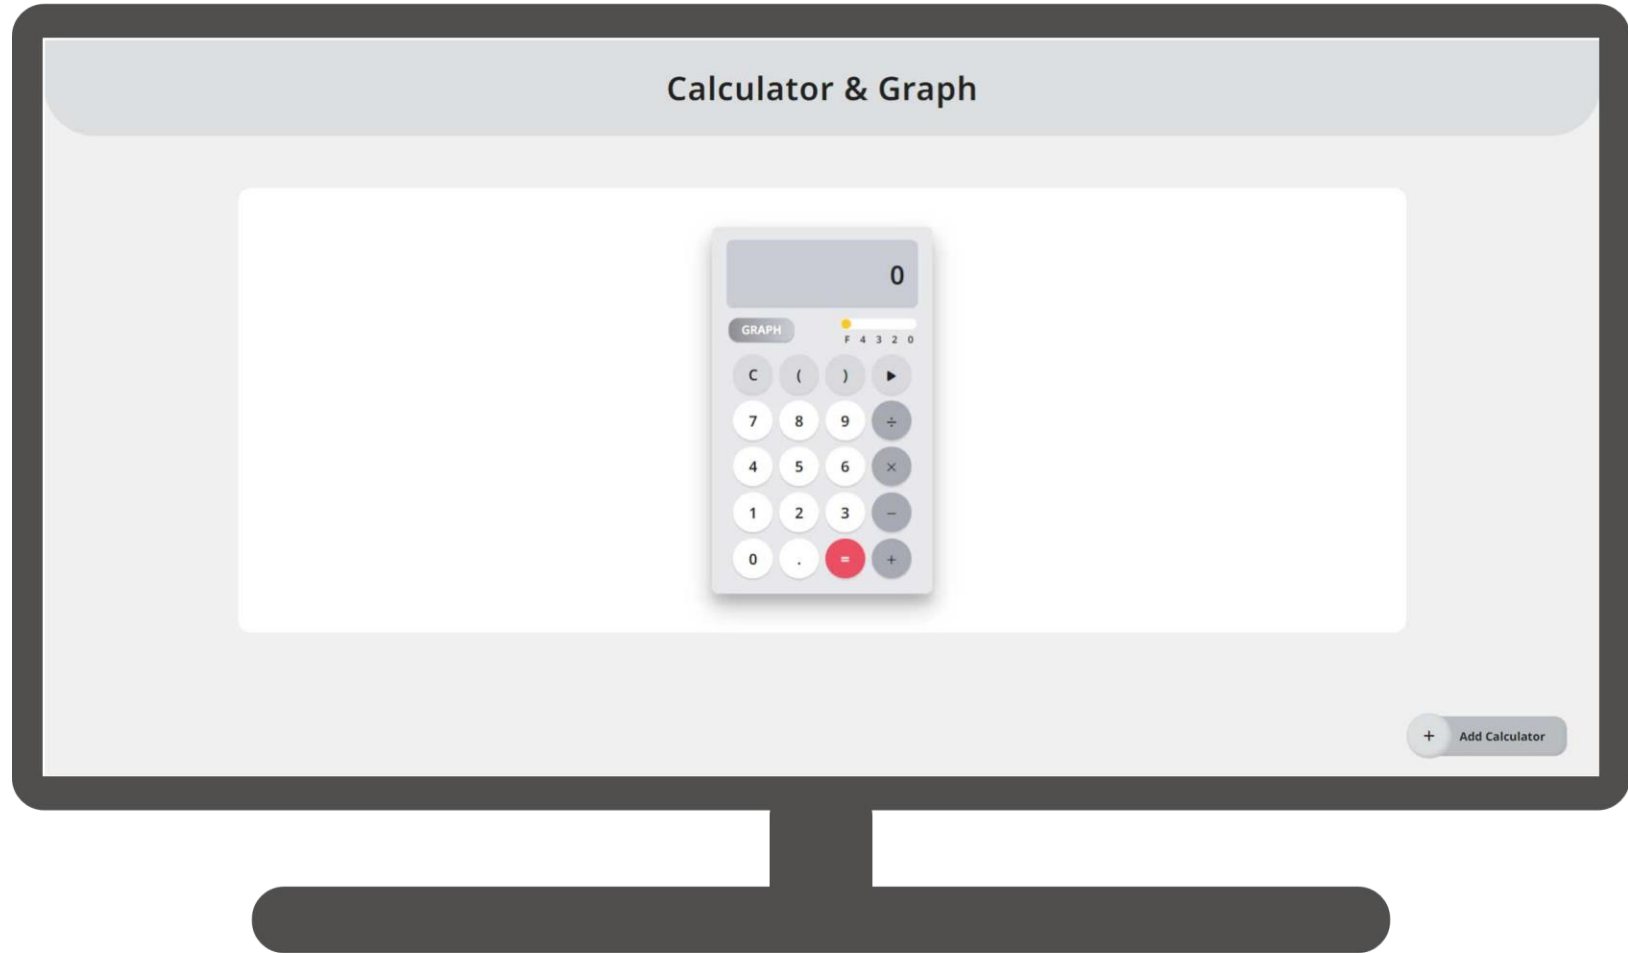 Calculator & Graph
0
GRAPH
F 4 3 2 0
C ( ) ▶
7 8 9 ÷
4 5 6 ×
1 2 3 −
0 . = +
+ Add Calculator